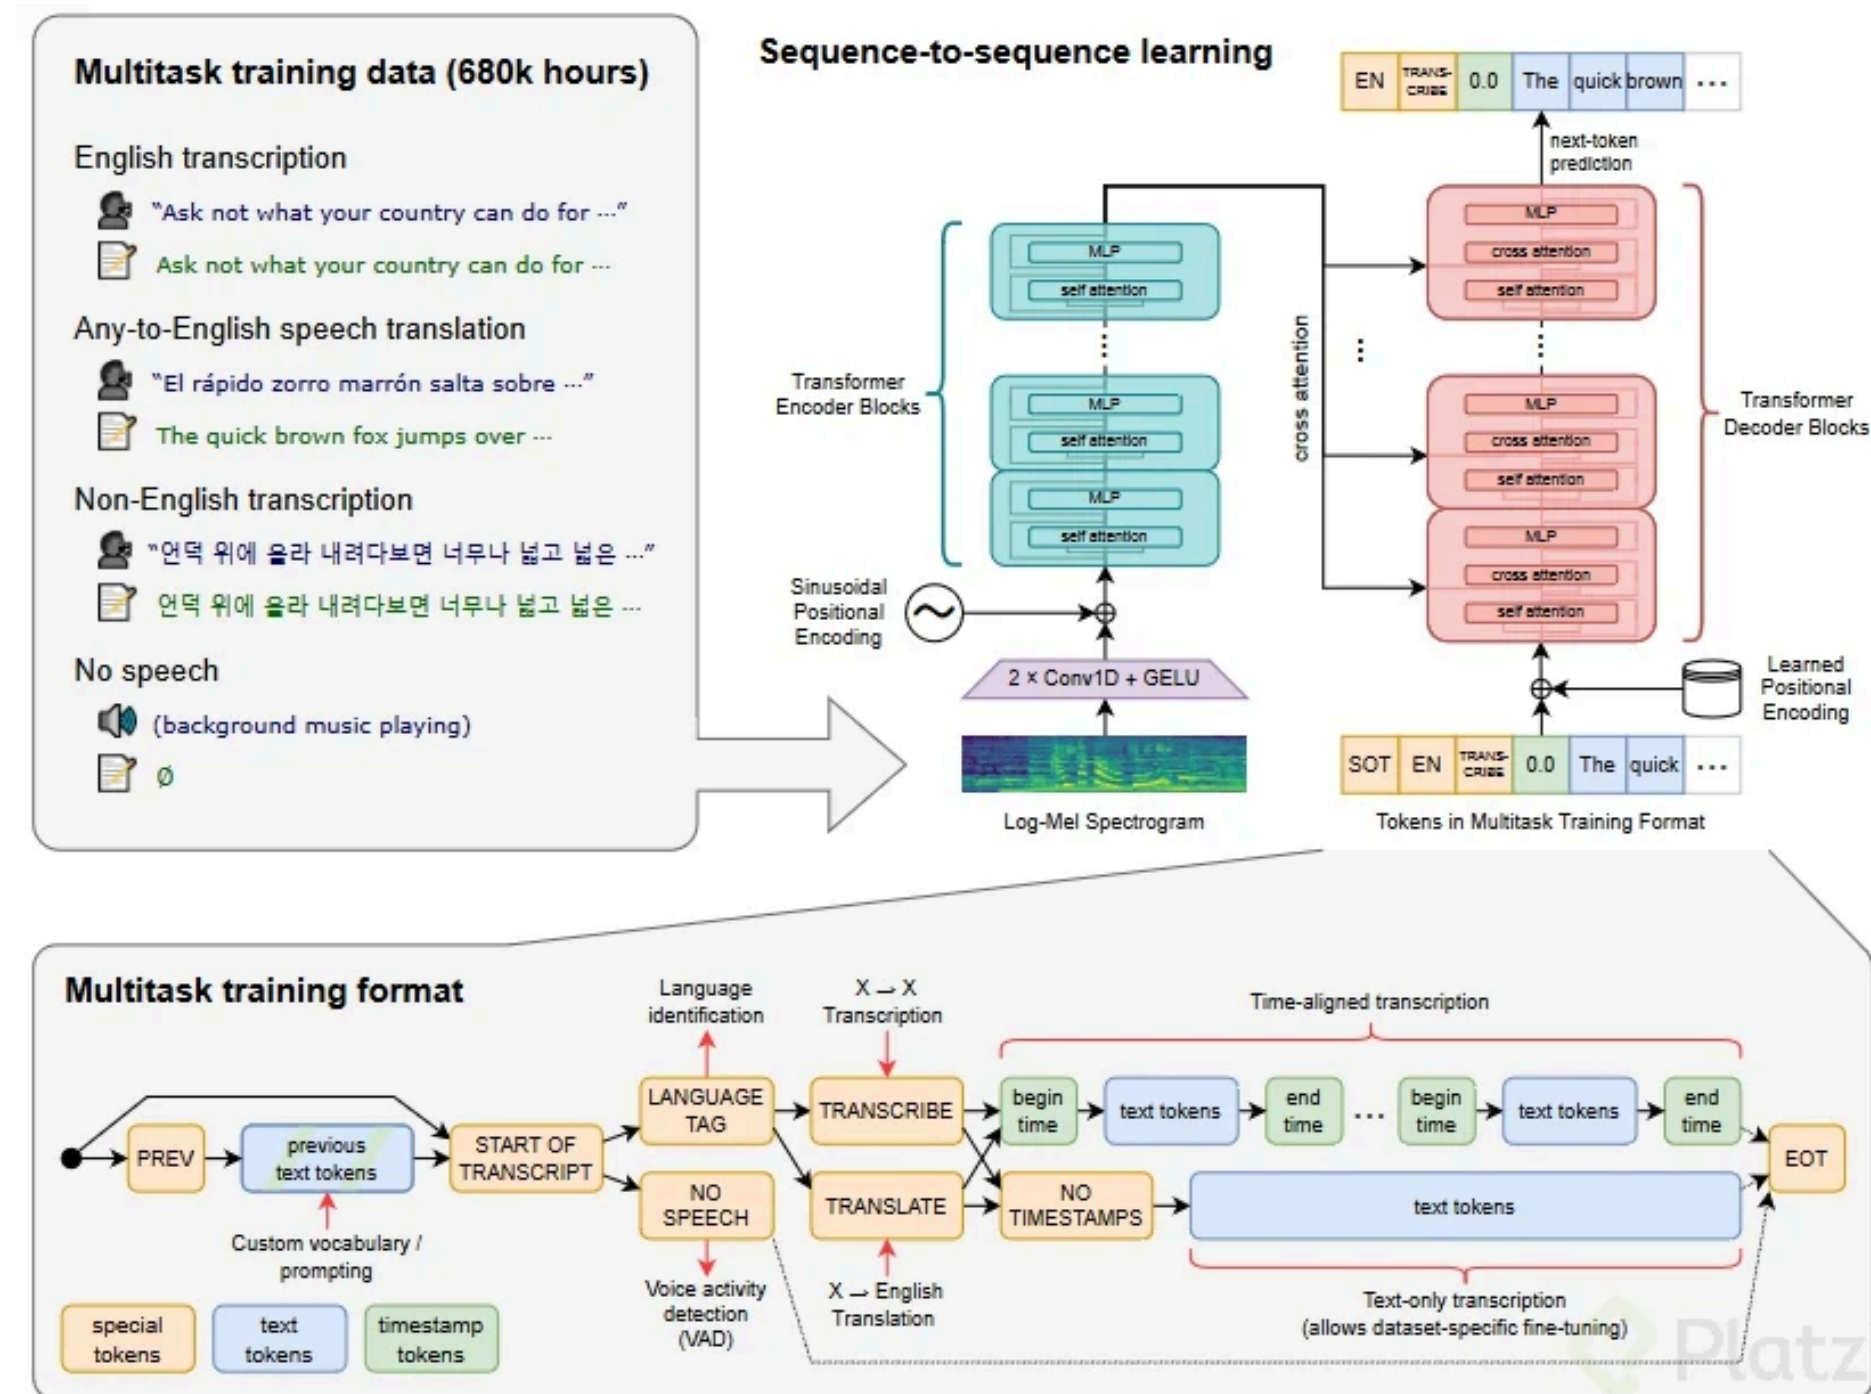 Multitask training data (680k hours)
English transcription
“Ask not what your country can do for ...”
Ask not what your country can do for ...
Any-to-English speech translation
“El rápido zorro marrón salta sobre ...”
The quick brown fox jumps over ...
Non-English transcription
“언덕 위에 올라 내려다보면 너무나 넓고 넓은 ...”
언덕 위에 올라 내려다보면 너무나 넓고 넓은 ...
No speech
(background music playing)
∅
Sequence-to-sequence learning
EN TRANS-CRIBE 0.0 The quick brown ...
next-token
prediction
MLP
self attention
MLP
self attention
MLP
self attention
Transformer
Encoder Blocks
cross attention
...
MLP
cross attention
self attention
MLP
cross attention
self attention
MLP
cross attention
self attention
Transformer
Decoder Blocks
Sinusoidal
Positional
Encoding
2 × Conv1D + GELU
Log-Mel Spectrogram
Learned
Positional
Encoding
SOT EN TRANS-CRIBE 0.0 The quick ...
Tokens in Multitask Training Format
Multitask training format
PREV
previous
text tokens
Custom vocabulary /
prompting
START OF
TRANSCRIPT
Language
identification
LANGUAGE
TAG
NO
SPEECH
Voice activity
detection
(VAD)
X → X
Transcription
TRANSCRIBE
TRANSLATE
X → English
Translation
Time-aligned transcription
begin
time
text tokens
end
time
...
begin
time
text tokens
end
time
NO
TIMESTAMPS
text tokens
Text-only transcription
(allows dataset-specific fine-tuning)
EOT
special
tokens
text
tokens
timestamp
tokens
Platz